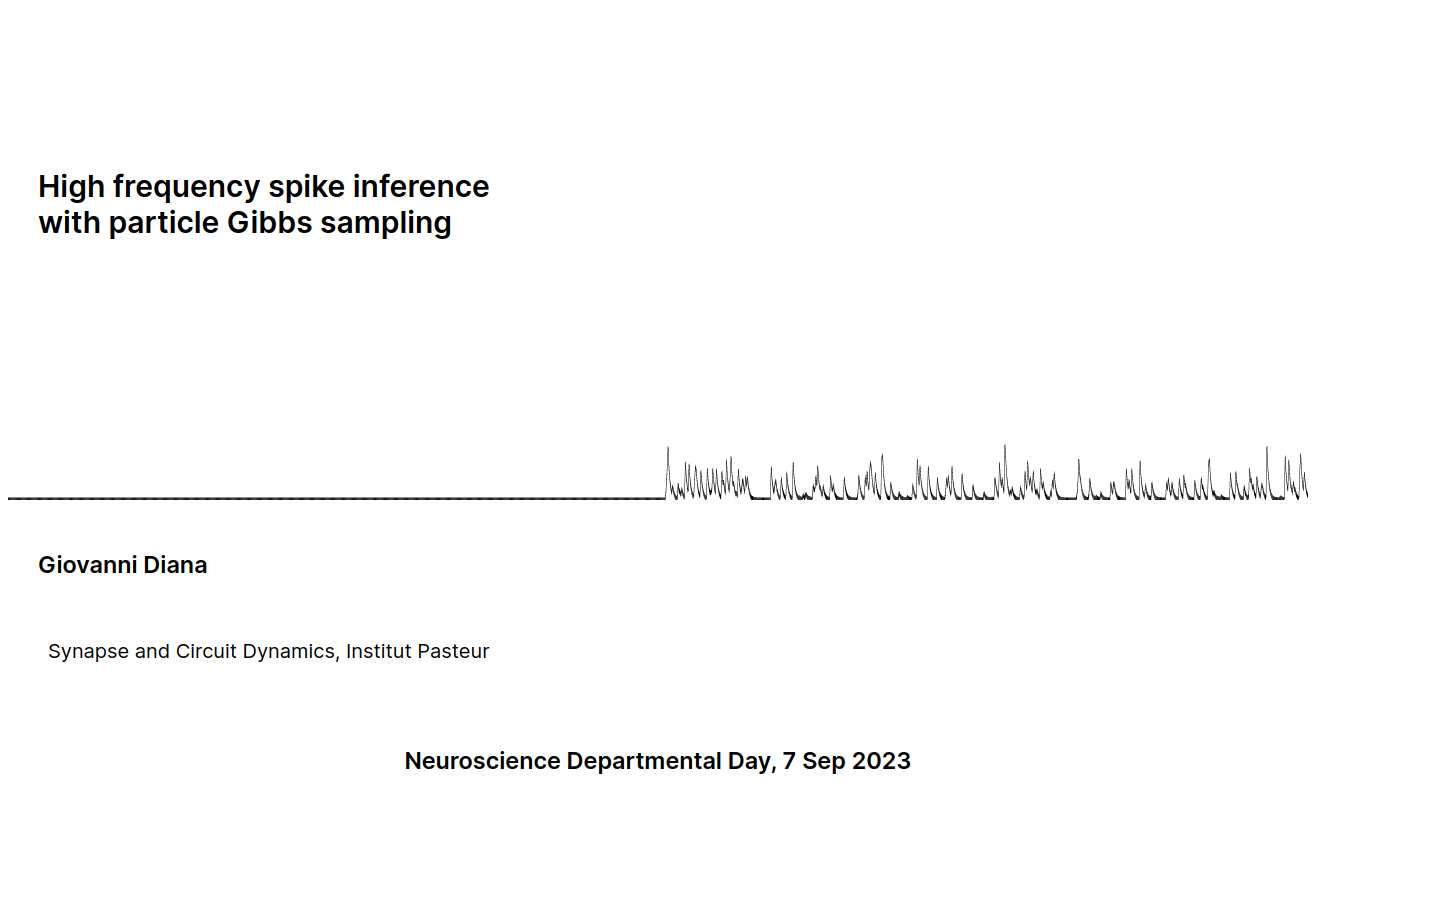 High frequency spike inference
with particle Gibbs sampling
Giovanni Diana
Synapse and Circuit Dynamics, Institut Pasteur
Neuroscience Departmental Day, 7 Sep 2023